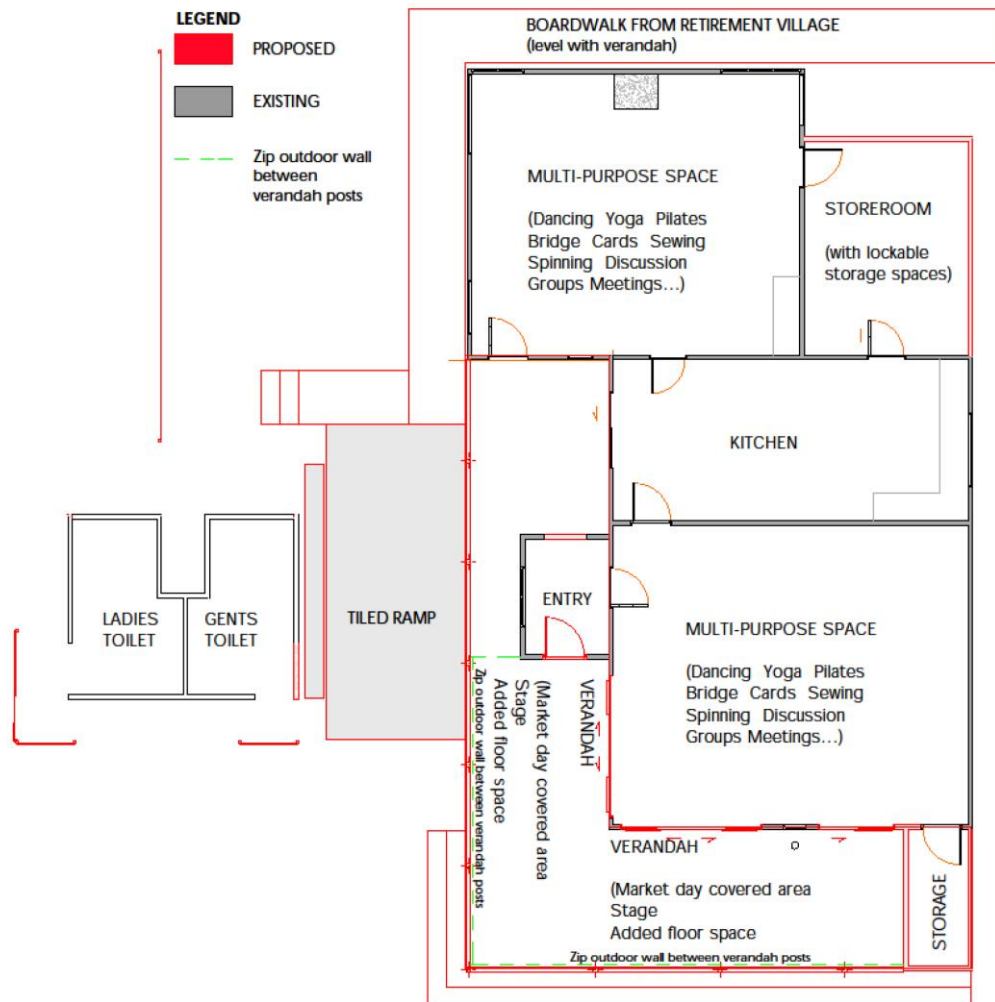 LEGEND
PROPOSED
EXISTING
Zip outdoor wall
between
verandah posts
BOARDWALK FROM RETIREMENT VILLAGE
(level with verandah)
MULTI-PURPOSE SPACE
(Dancing Yoga Pilates
Bridge Cards Sewing
Spinning Discussion
Groups Meetings...)
STOREROOM
(with lockable
storage spaces)
KITCHEN
LADIES
TOILET
GENTS
TOILET
TILED RAMP
ENTRY
MULTI-PURPOSE SPACE
(Dancing Yoga Pilates
Bridge Cards Sewing
Spinning Discussion
Groups Meetings...)
VERANDAH
(Market day covered area
Stage
Added floor space
Zip outdoor wall between verandah posts
VERANDAH
(Market day covered area
Stage
Added floor space
Zip outdoor wall between verandah posts
STORAGE